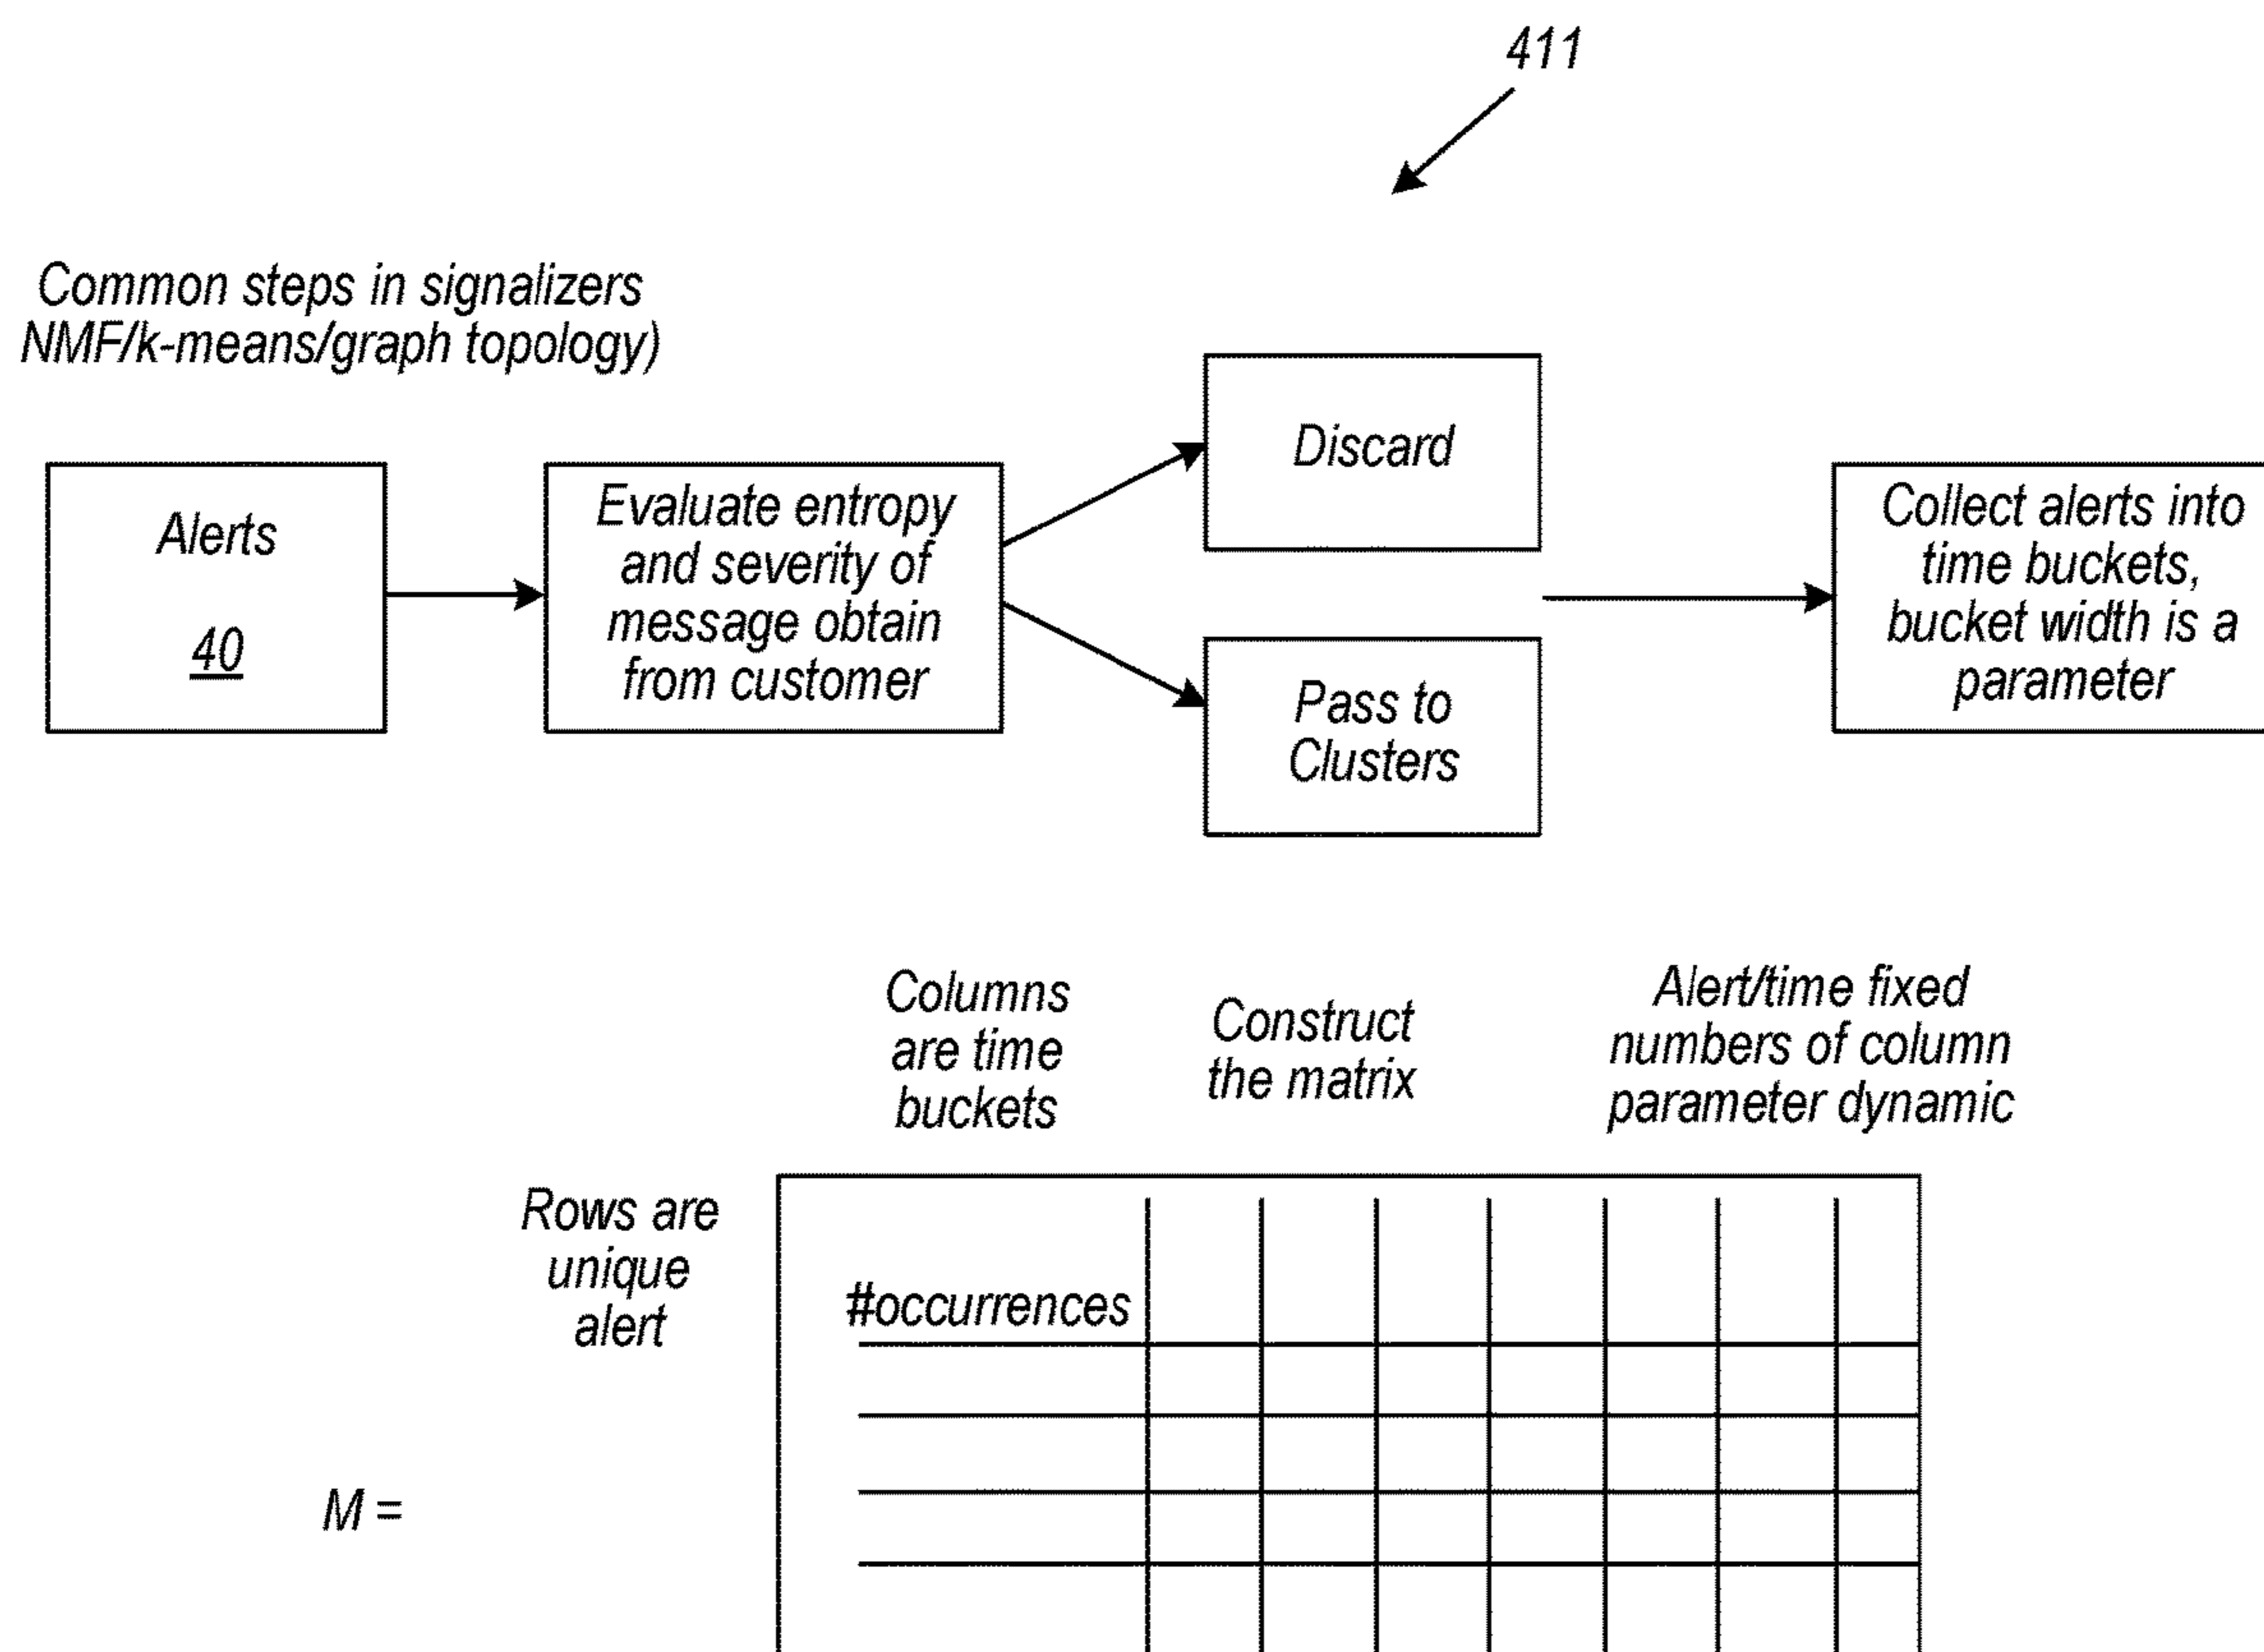 411
Common steps in signalizers
NMF/k-means/graph topology)
Alerts
40
Evaluate entropy
and severity of
message obtain
from customer
Discard
Pass to
Clusters
Collect alerts into
time buckets,
bucket width is a
parameter
Columns
are time
buckets
Construct
the matrix
Alert/time fixed
numbers of column
parameter dynamic
Rows are
unique
alert
#occurrences
M =